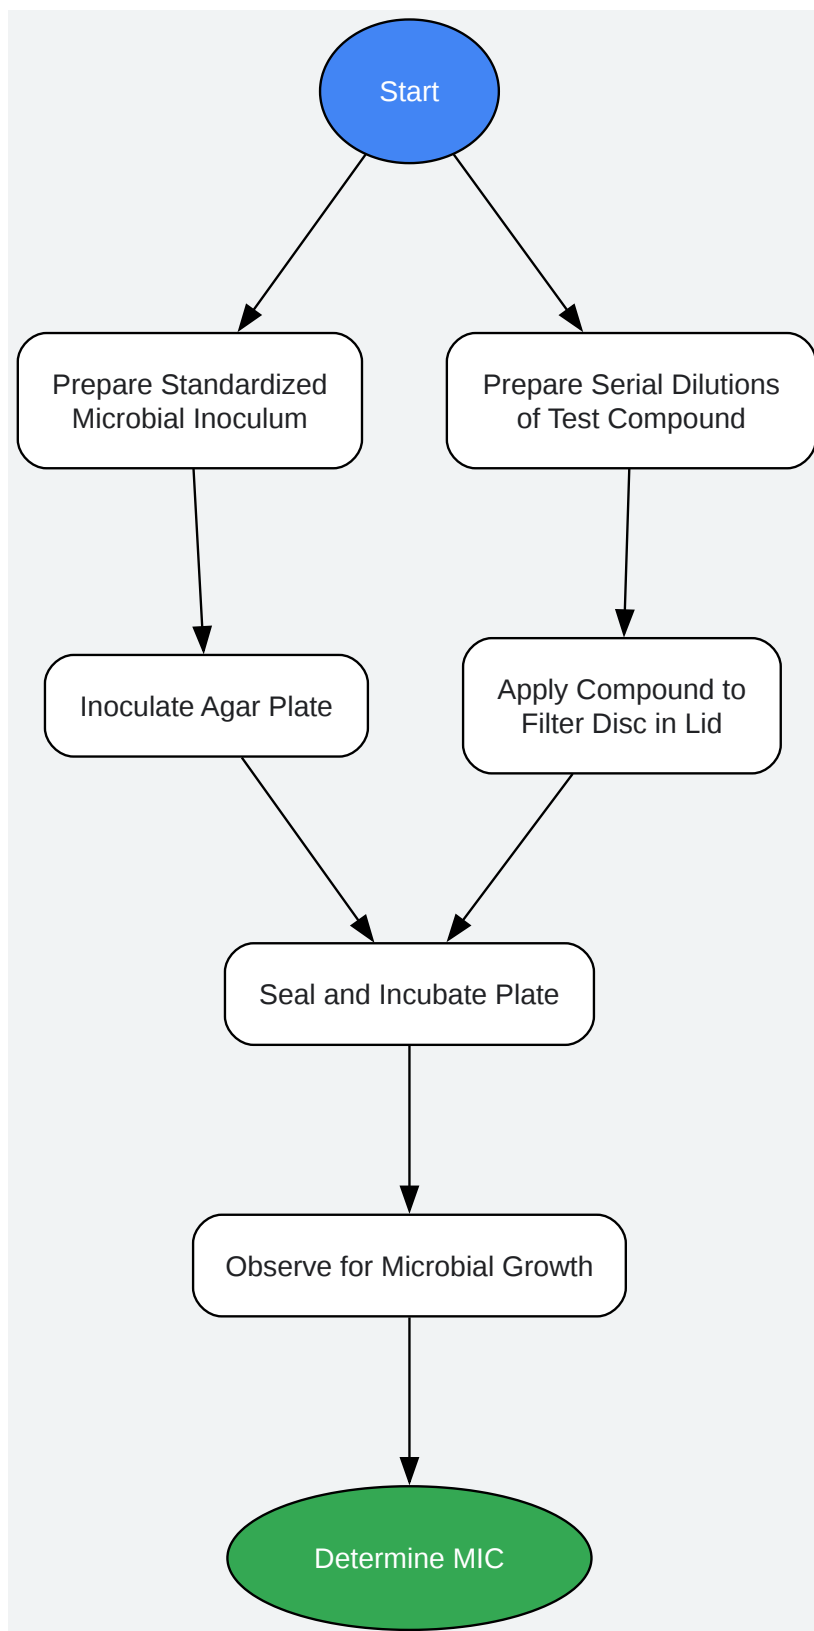 Start
Prepare Standardized
Microbial Inoculum
Prepare Serial Dilutions
of Test Compound
Inoculate Agar Plate
Apply Compound to
Filter Disc in Lid
Seal and Incubate Plate
Observe for Microbial Growth
Determine MIC